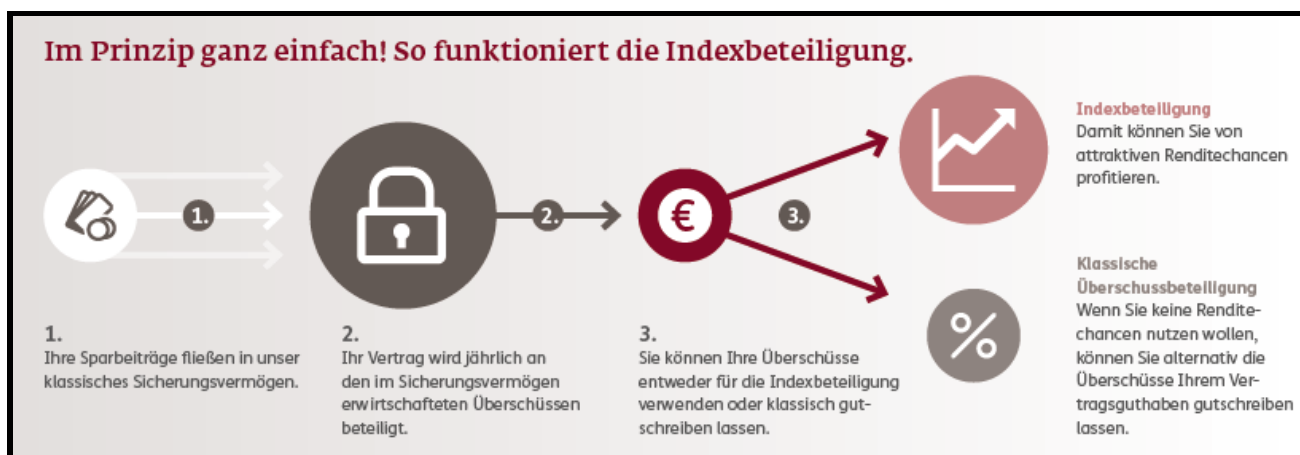 Im Prinzip ganz einfach! So funktioniert die Indexbeteiligung.
1.
2.
€
3.
%
1.
Ihre Sparbeiträge fließen in unser
klassisches Sicherungsvermögen.
2.
Ihr Vertrag wird jährlich an
den im Sicherungsvermögen
erwirtschafteten Überschüssen
beteiligt.
3.
Sie können Ihre Überschüsse
entweder für die Indexbeteiligung
verwenden oder klassisch gut-
schreiben lassen.
Indexbeteiligung
Damit können Sie von
attraktiven Renditechancen
profitieren.
Klassische
Überschussbeteiligung
Wenn Sie keine Rendite-
chancen nutzen wollen,
können Sie alternativ die
Überschüsse Ihrem Ver-
tragsguthaben gutschreiben
lassen.